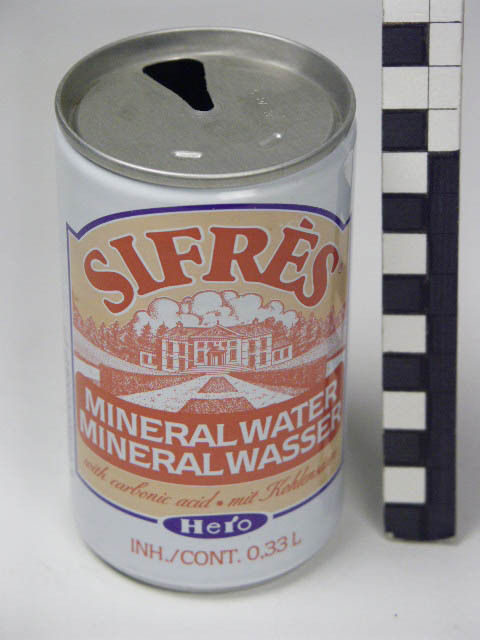 SIFRÈS
MINERALWATER
MINERALWASSER
with carbonic acid • mit
Hero
INH./CONT. 0,33 L